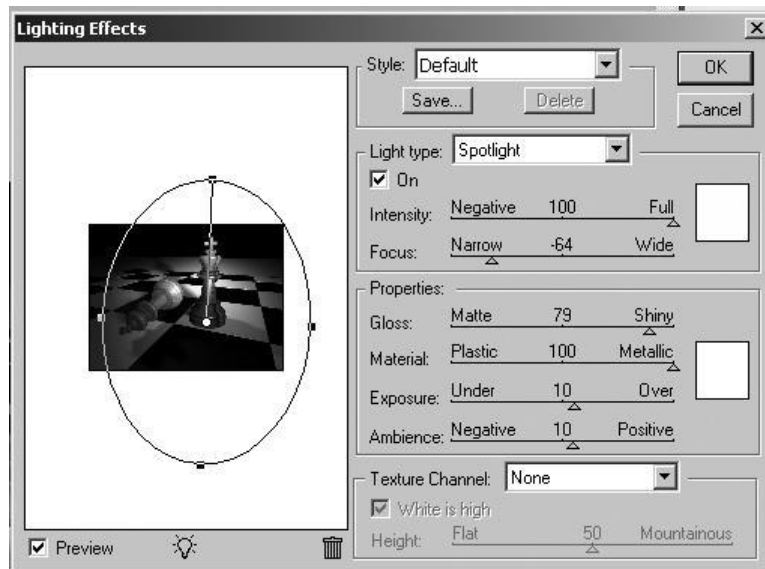 Lighting Effects
Style: Default
OK
Save... Delete
Cancel
Light type: Spotlight
On
Intensity: Negative 100 Full
Focus: Narrow -64 Wide
Properties:
Gloss: Matte 79 Shiny
Material: Plastic 100 Metallic
Exposure: Under 10 Over
Ambience: Negative 10 Positive
Texture Channel: None
White is high
Height: Flat 50 Mountainous
Preview